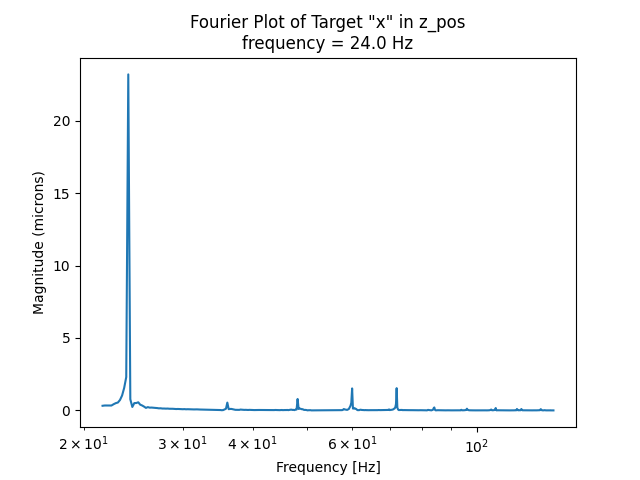 Fourier Plot of Target "x" in z_pos
frequency = 24.0 Hz
Magnitude (microns)
20
15
10
5
0
2 × 10¹
3 × 10¹
4 × 10¹
6 × 10¹
10²
Frequency [Hz]